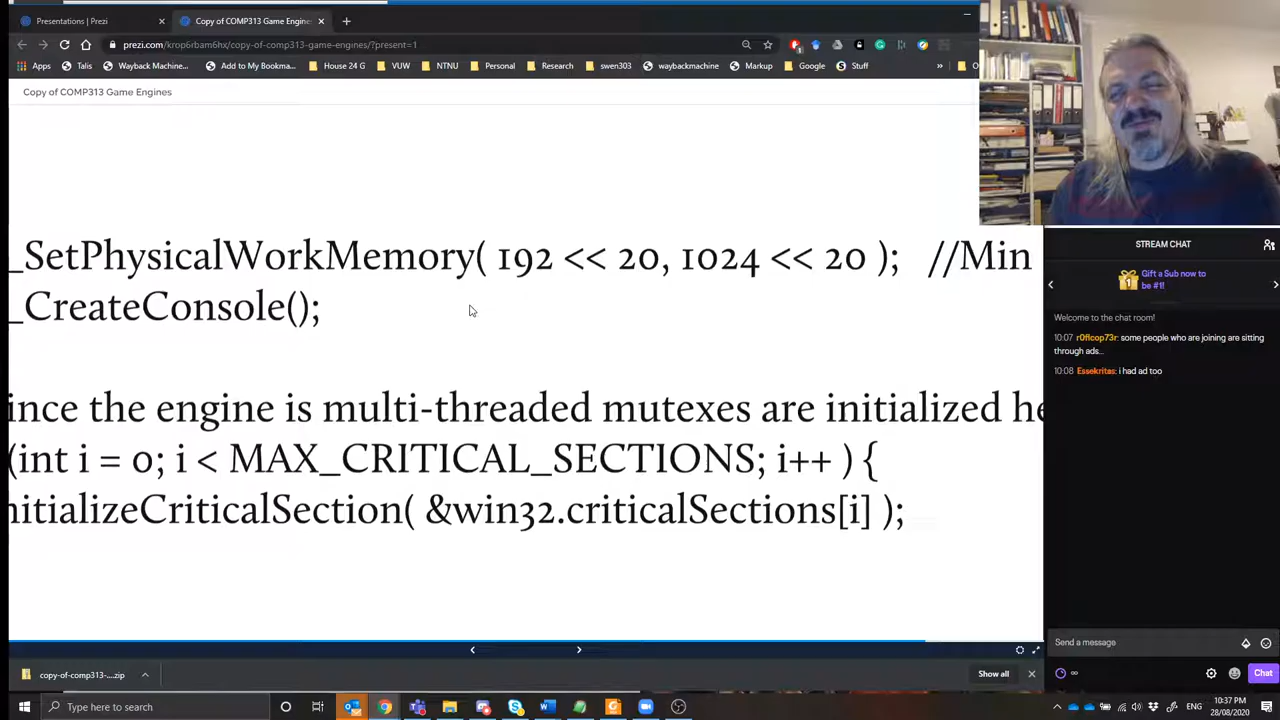 Presentations | Prezi
Copy of COMP313 Game Engines
prezi.com/krop6rbam6hx/copy-of-comp313-game-engines/?present=1
Apps
Talis
Wayback Machine...
Add to My Bookma...
House 24 G
VUW
NTNU
Personal
Research
swen303
waybackmachine
Markup
Google
Stuff
»
Copy of COMP313 Game Engines
_SetPhysicalWorkMemory( 192 << 20, 1024 << 20 ); //Min
_CreateConsole();
ince the engine is multi-threaded mutexes are initialized he
(int i = 0; i < MAX_CRITICAL_SECTIONS; i++ ) {
nitializeCriticalSection( &win32.criticalSections[i] );
STREAM CHAT
1
Gift a Sub now to
be #1!
Welcome to the chat room!
10:07 r0flcop73r: some people who are joining are sitting
through ads...
10:08 Essekritas: i had ad too
Send a message
Chat
copy-of-comp313-....zip
Show all
Type here to search
ENG
10:37 PM
28/08/2020